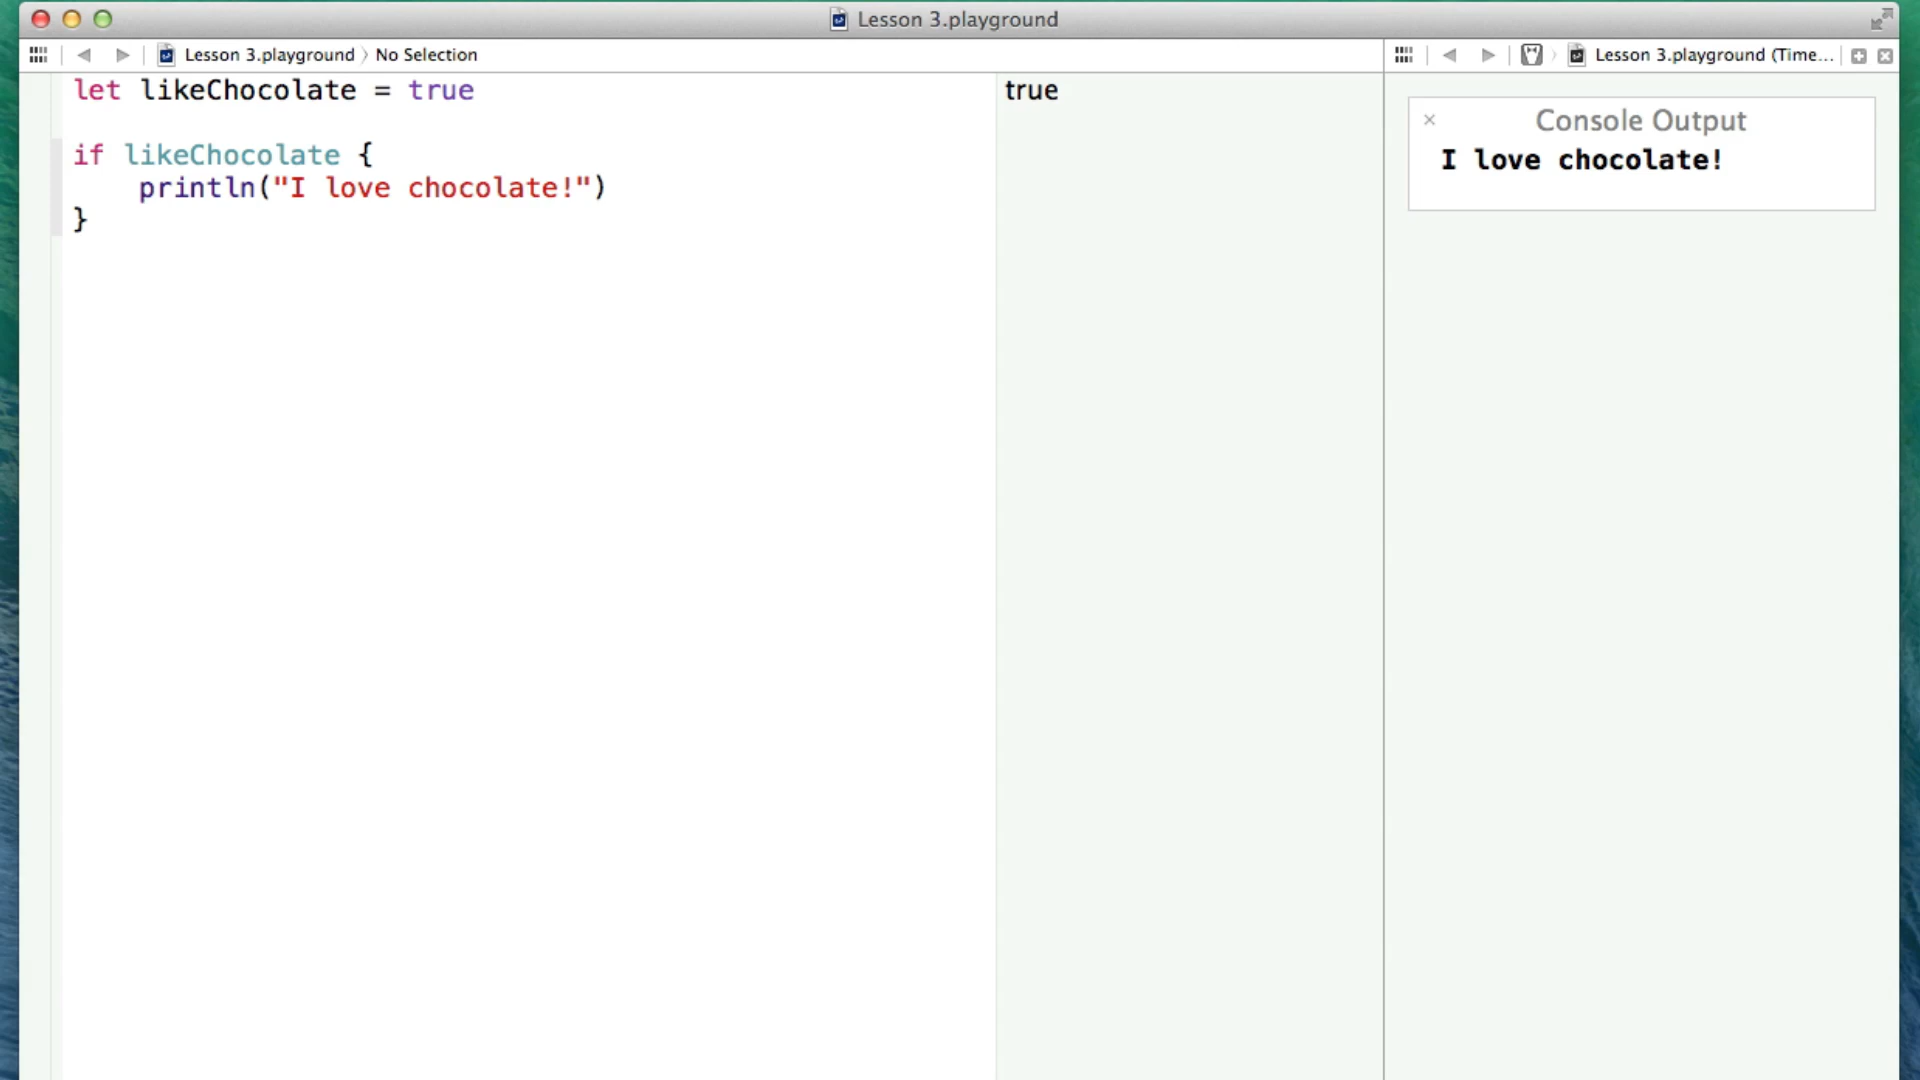 Lesson 3.playground
Lesson 3.playground 〉 No Selection
Lesson 3.playground (Time...
let likeChocolate = true
true
if likeChocolate {
    println("I love chocolate!")
}
Console Output
I love chocolate!